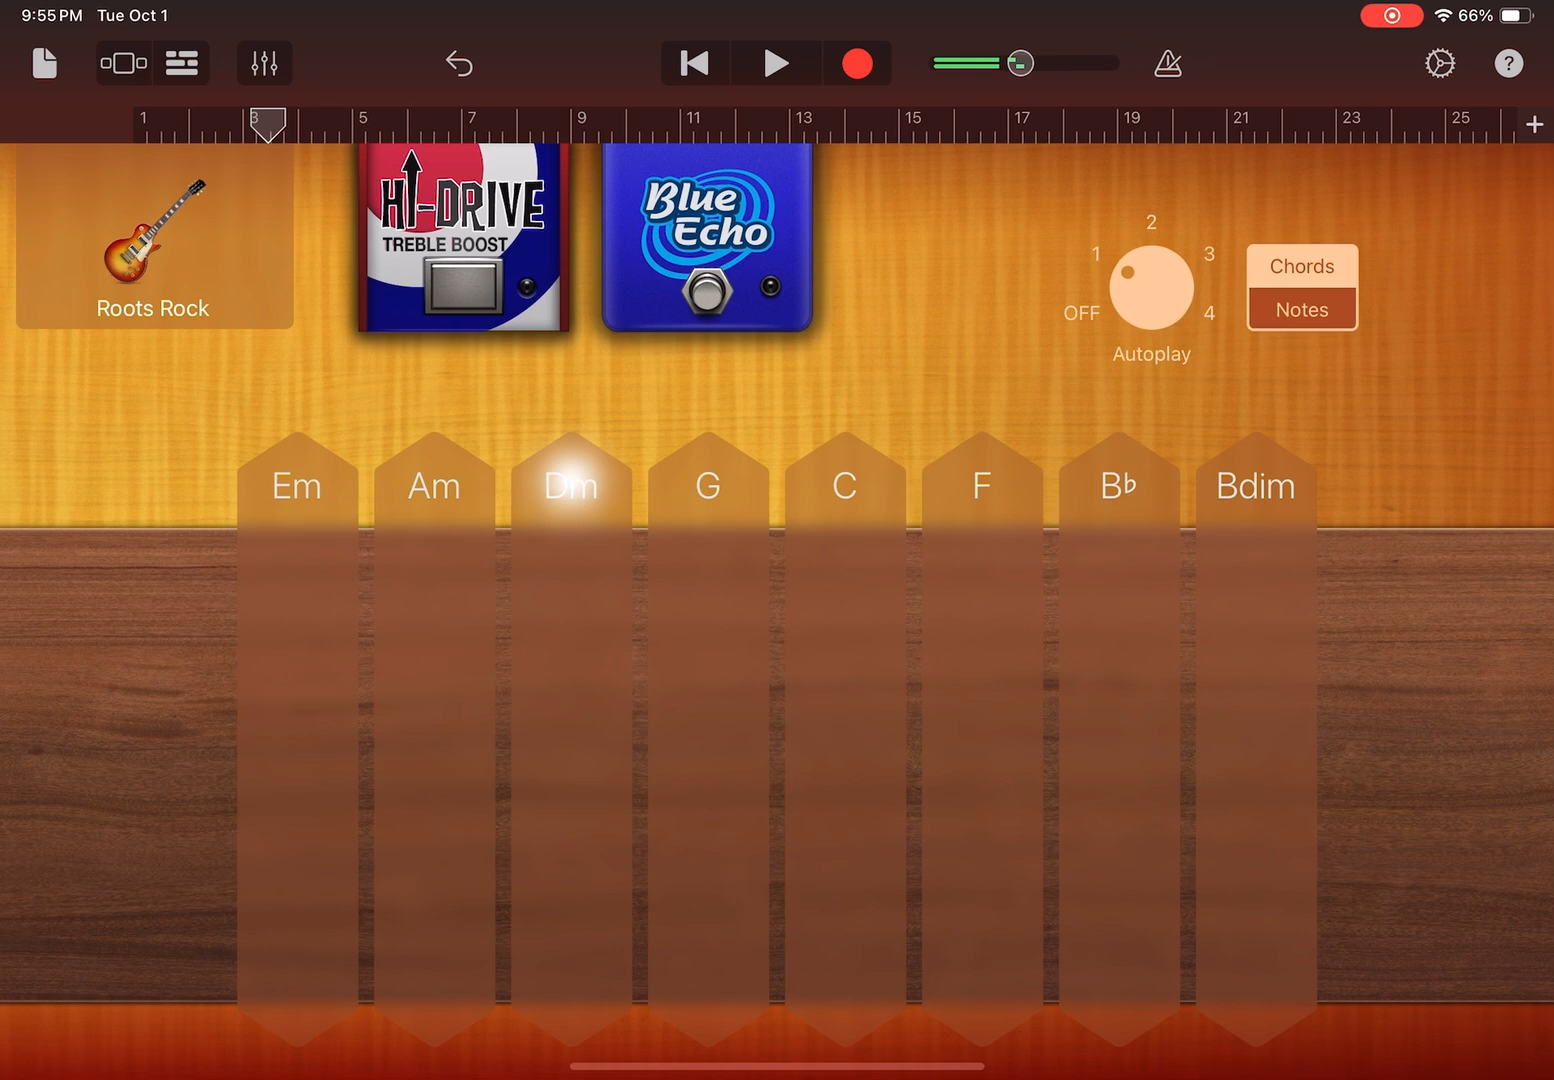 9:55 PM Tue Oct 1
66%
?
1 3 5 7 9 11 13 15 17 19 21 23 25 +
HI-DRIVE
TREBLE BOOST
Blue
Echo
Roots Rock
2
1 3
OFF 4
Autoplay
Chords
Notes
Em Am Dm G C F B♭ Bdim